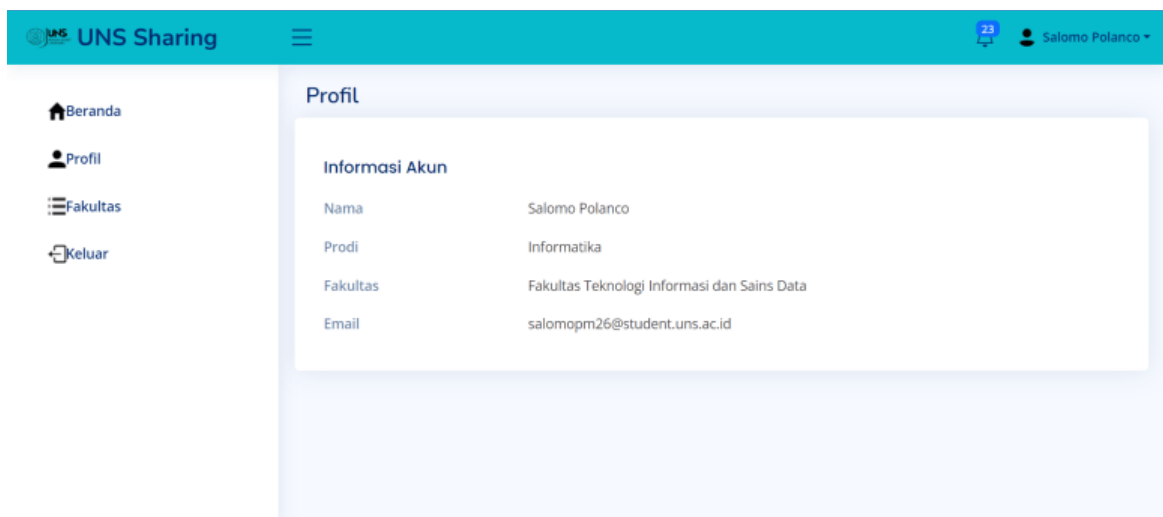 UNS UNS Sharing
23
Salomo Polanco
Beranda
Profil
Fakultas
Keluar
Profil
Informasi Akun
Nama Salomo Polanco
Prodi Informatika
Fakultas Fakultas Teknologi Informasi dan Sains Data
Email salomopm26@student.uns.ac.id